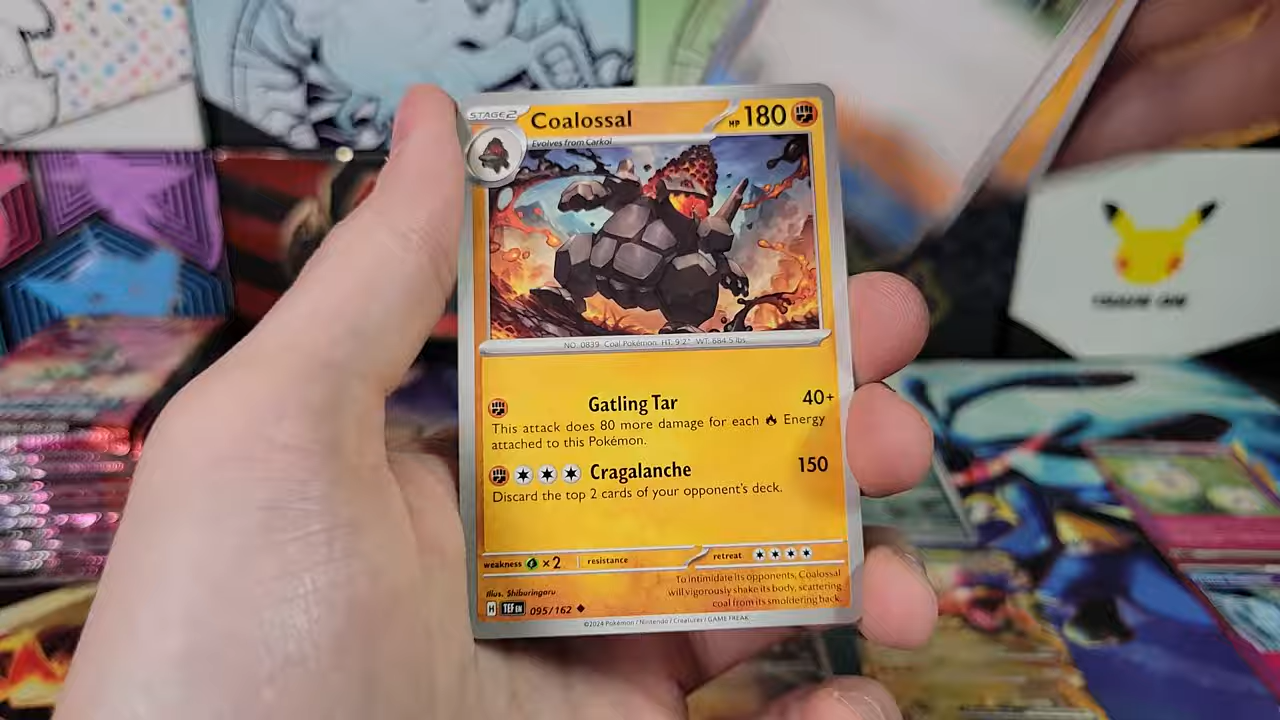 STAGE2 Coalossal HP 180
Evolves from Carkol
NO. 0839 Coal Pokémon HT: 9'2" WT: 684.5 lbs.
Gatling Tar 40+
This attack does 80 more damage for each Energy
attached to this Pokémon.
Cragalanche 150
Discard the top 2 cards of your opponent's deck.
weakness ×2 resistance retreat
To intimidate its opponents, Coalossal
will vigorously shake its body, scattering
coal from its smoldering back.
Illus. Shiburingaru
H TEF EN 095/162
©2024 Pokémon / Nintendo / Creatures / GAME FREAK